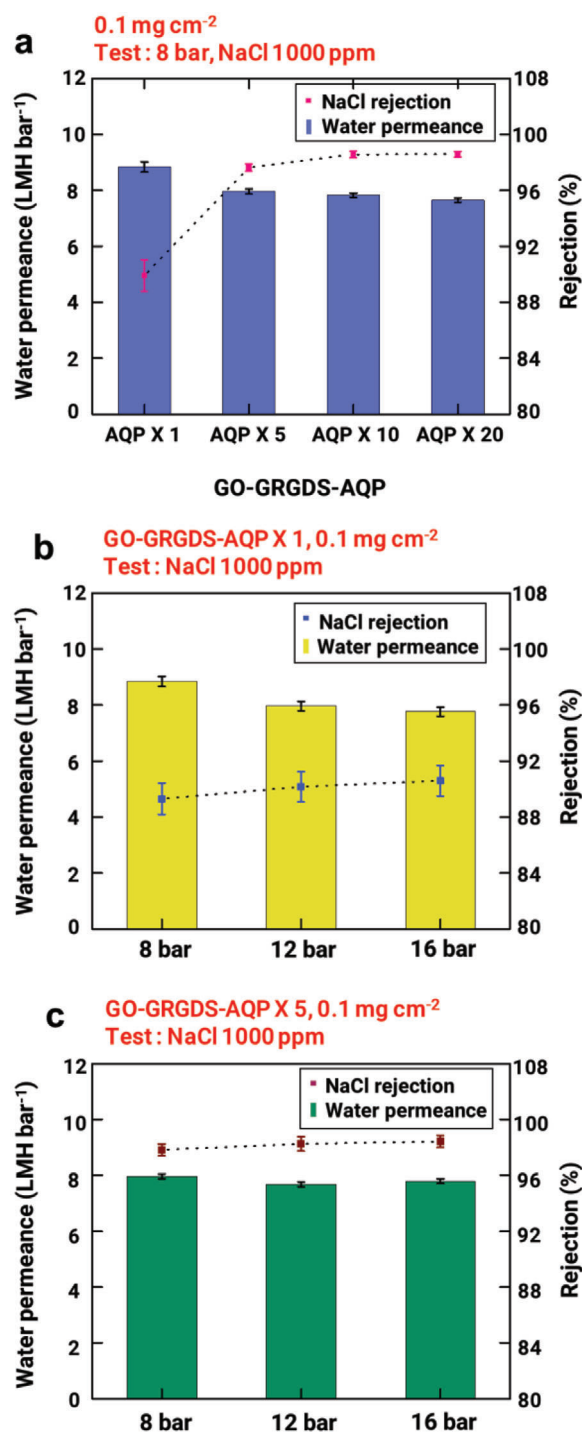 a
0.1 mg cm-2
Test : 8 bar, NaCl 1000 ppm
Water permeance (LMH bar-1)
12
10
8
6
4
2
0
NaCl rejection
Water permeance
108
100
96
92
88
84
80
Rejection (%)
AQP X 1 AQP X 5 AQP X 10 AQP X 20
GO-GRGDS-AQP
b
GO-GRGDS-AQP X 1, 0.1 mg cm-2
Test : NaCl 1000 ppm
Water permeance (LMH bar-1)
12
10
8
6
4
2
0
NaCl rejection
Water permeance
108
100
96
92
88
84
80
Rejection (%)
8 bar 12 bar 16 bar
c
GO-GRGDS-AQP X 5, 0.1 mg cm-2
Test : NaCl 1000 ppm
Water permeance (LMH bar-1)
12
10
8
6
4
2
0
NaCl rejection
Water permeance
108
100
96
92
88
84
80
Rejection (%)
8 bar 12 bar 16 bar